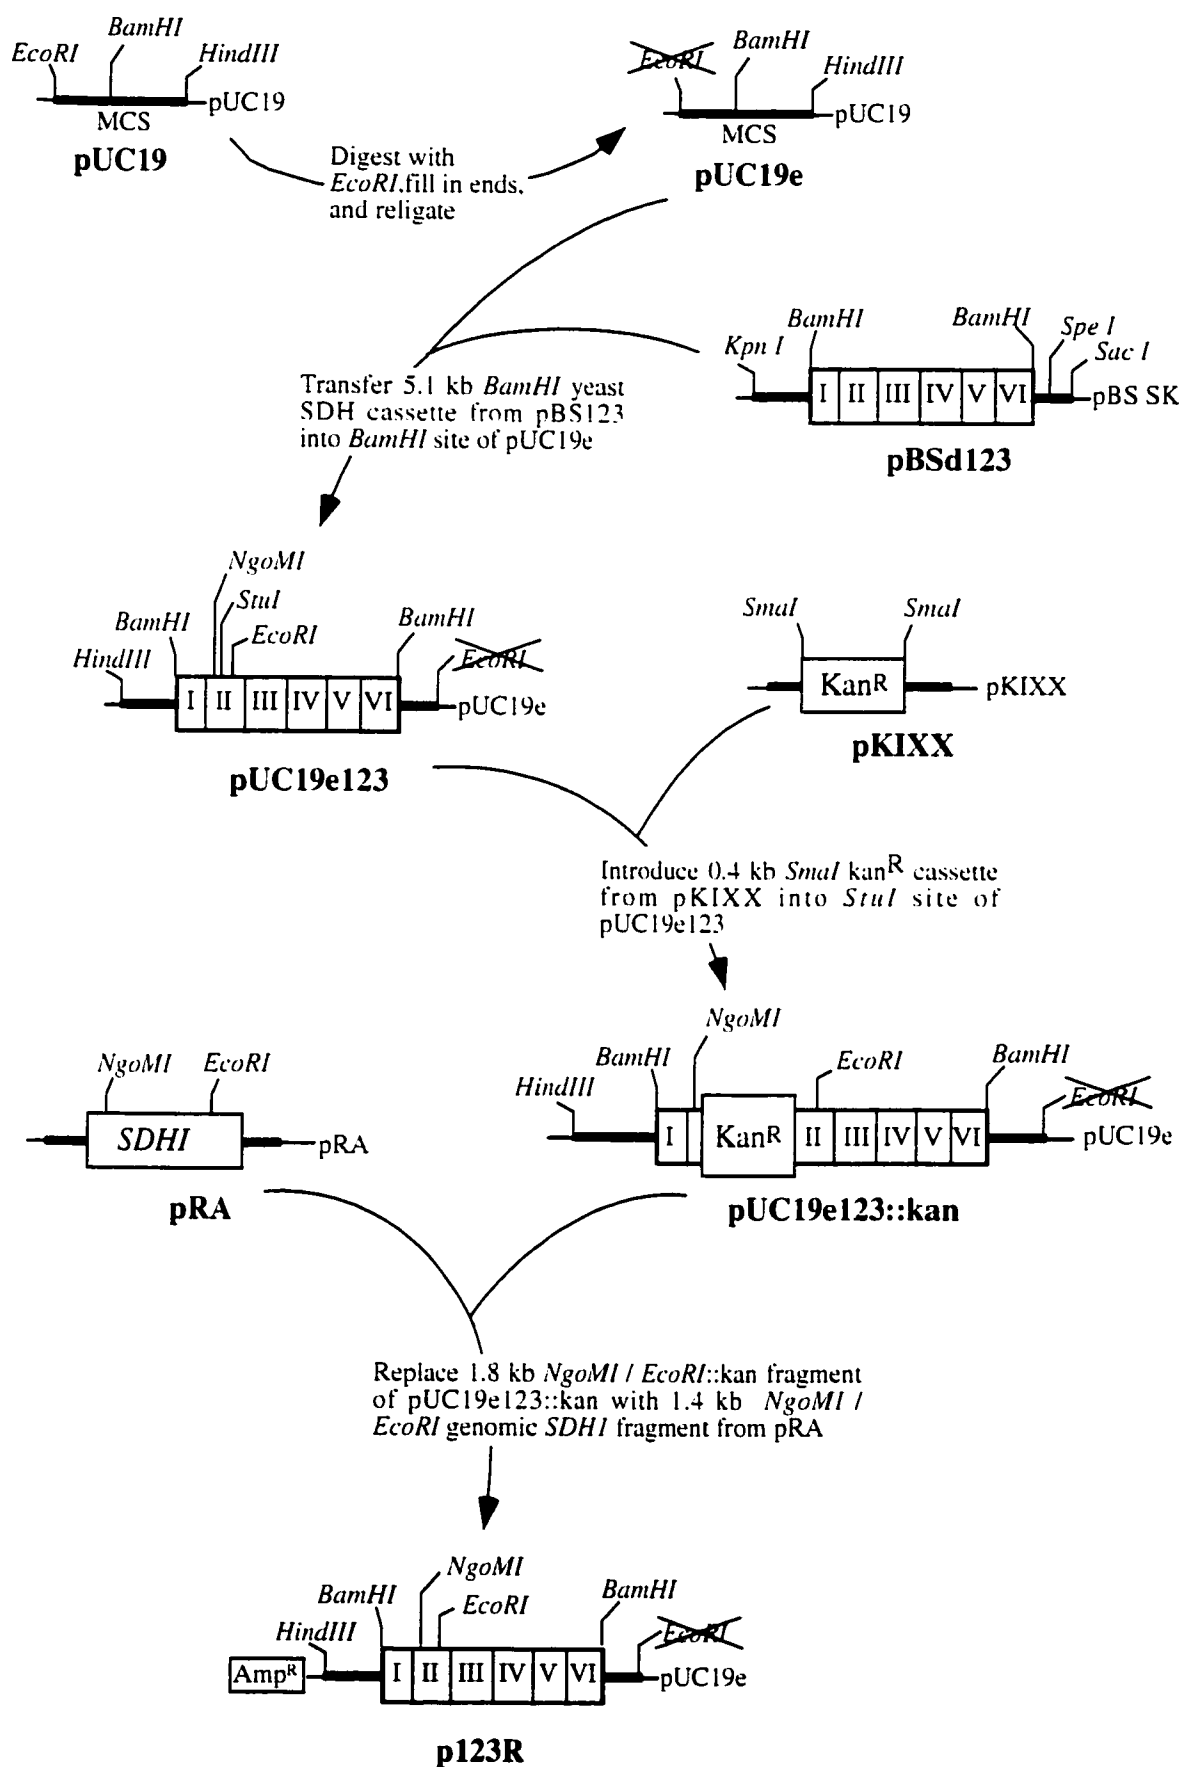 EcoRI
BamHI
HindIII
pUC19
MCS
pUC19
EcoRI
BamHI
HindIII
pUC19
MCS
pUC19e
Digest with
EcoRI,fill in ends,
and religate
Kpn I
BamHI
BamHI
Spe I
Sac I
I II III IV V VI
pBS SK
pBSd123
Transfer 5.1 kb BamHI yeast
SDH cassette from pBS123
into BamHI site of pUC19e
HindIII
BamHI
NgoMI
StuI
EcoRI
BamHI
EcoRI
I II III IV V VI
pUC19e
pUC19e123
SmaI
SmaI
KanR
pKIXX
pKIXX
Introduce 0.4 kb SmaI kanR cassette
from pKIXX into StuI site of
pUC19e123
NgoMI
EcoRI
SDHI
pRA
pRA
HindIII
BamHI
NgoMI
EcoRI
BamHI
EcoRI
I KanR II III IV V VI
pUC19e
pUC19e123::kan
Replace 1.8 kb NgoMI / EcoRI::kan fragment
of pUC19e123::kan with 1.4 kb NgoMI /
EcoRI genomic SDH1 fragment from pRA
HindIII
BamHI
NgoMI
EcoRI
BamHI
EcoRI
AmpR
I II III IV V VI
pUC19e
p123R